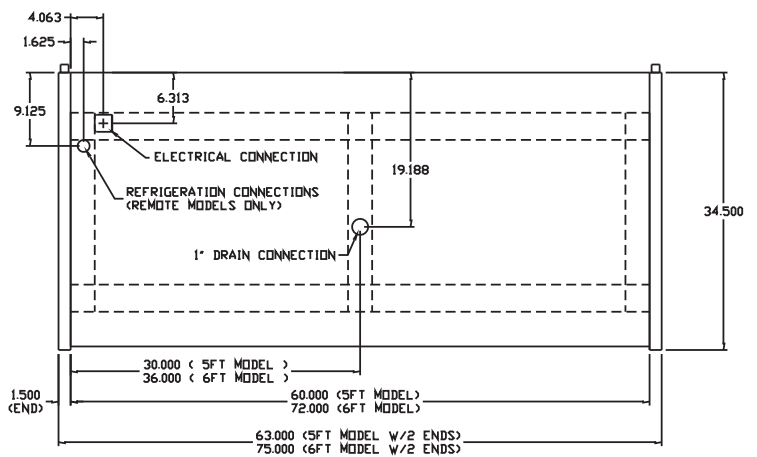 4.063
1.625
9.125
6.313
ELECTRICAL CONNECTION
19.188
REFRIGERATION CONNECTIONS
(REMOTE MODELS ONLY)
34.500
1" DRAIN CONNECTION
30.000 ( 5FT MODEL )
36.000 ( 6FT MODEL )
1.500
(END)
60.000 (5FT MODEL)
72.000 (6FT MODEL)
63.000 (5FT MODEL W/2 ENDS)
75.000 (6FT MODEL W/2 ENDS)